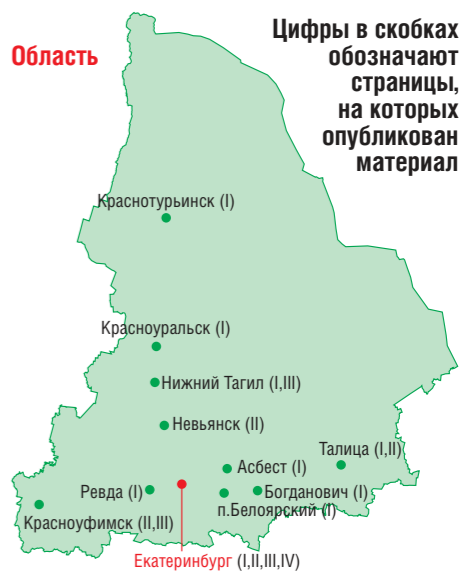 Область
Цифры в скобках
обозначают
страницы,
на которых
опубликован
материал
Краснотурьинск (I)
Красноуральск (I)
Нижний Тагил (I,III)
Невьянск (II)
Талица (I,II)
Асбест (I)
Ревда (I)
Богданович (I)
п.Белоярский (I)
Красноуфимск (II,III)
Екатеринбург (I,II,III,IV)